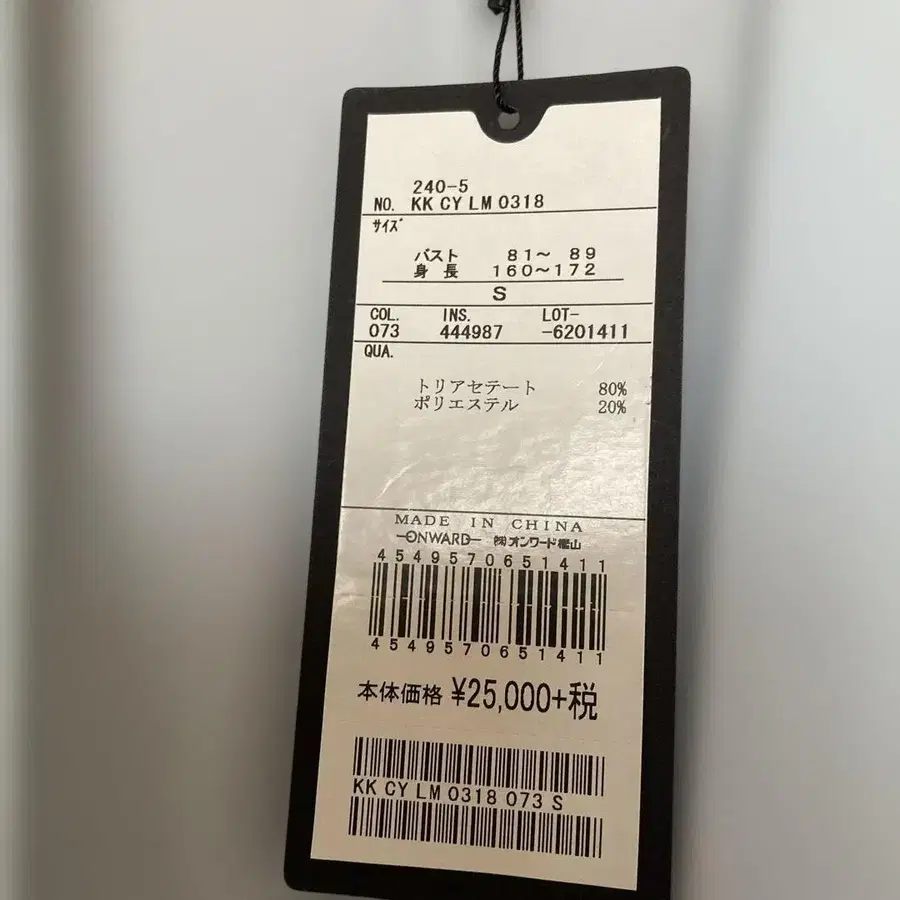 240-5
NO. KK CY LM 0318
ｻｲｽﾞ
バスト 81～ 89
身 長 160～172
S
COL. INS. LOT-
073 444987 -6201411
QUA.
トリアセテート 80%
ポリエステル 20%
MADE IN CHINA
ONWARD ㈱オンワード樫山
4549570651411
4549570651411
本体価格 ¥25,000+税
KK CY LM 0318 073 S